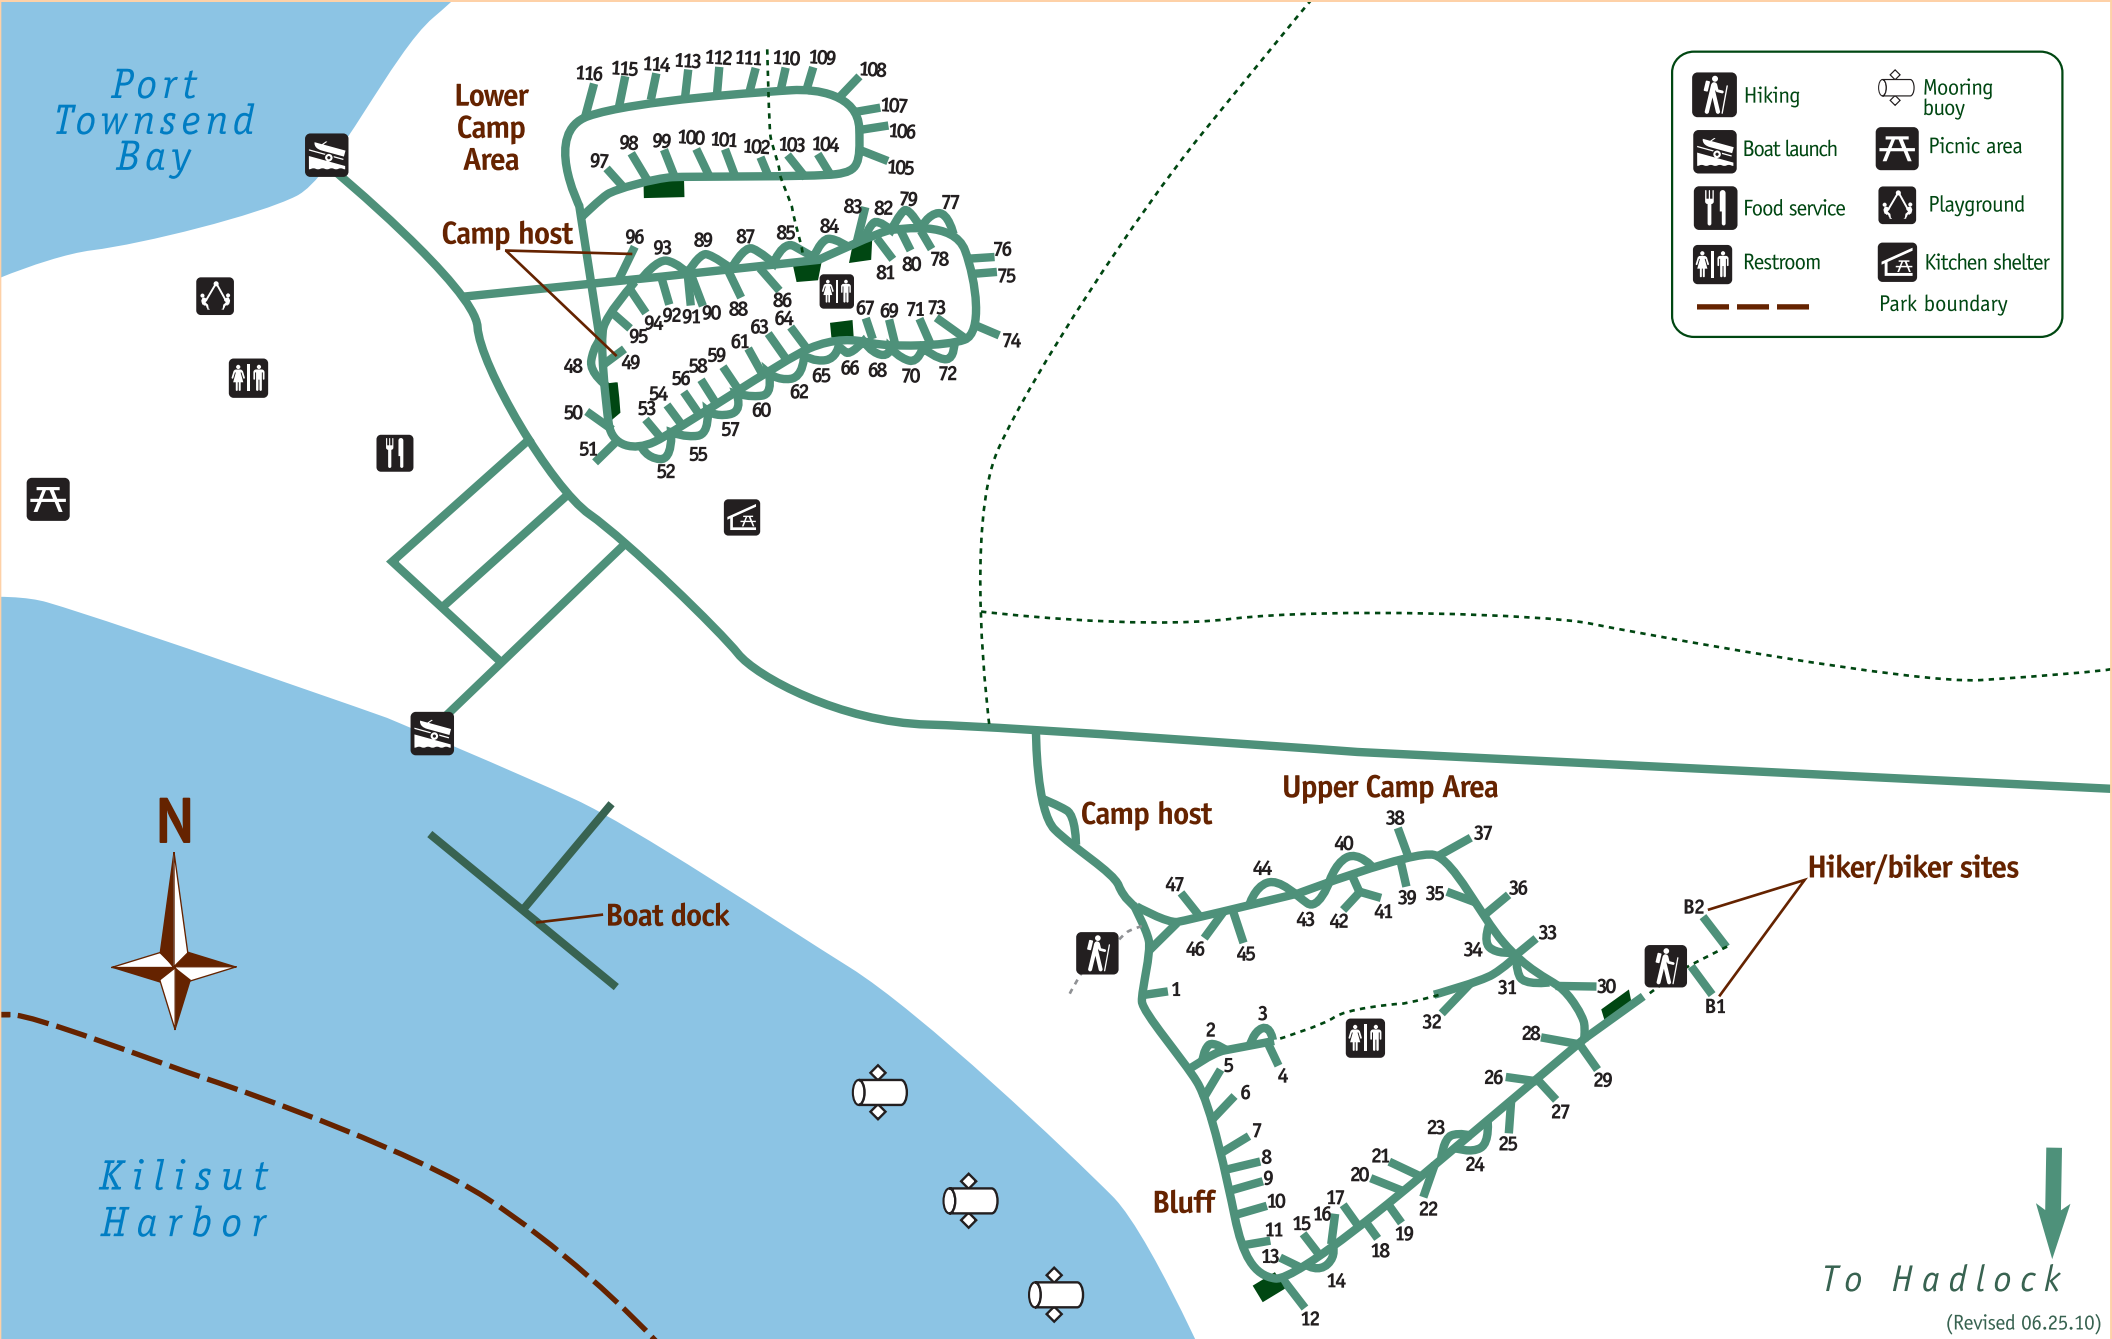 Port
Townsend
Bay
Lower
Camp
Area
116 115 114 113 112 111 110 109 108
107
106
105
97 98 99 100 101 102 103 104
Camp host
96 93 89 87 85 84 83 82 79 77
76
75
74
81 80 78
95 94 92 91 90 88 86
48 49
50
51
53 54 56 58 59 61 63 64 67 69 71 73
52 55 57 60 62 65 66 68 70 72
Hiking
Mooring
buoy
Boat launch
Picnic area
Food service
Playground
Restroom
Kitchen shelter
Park boundary
N
Boat dock
Kilisut
Harbor
Upper Camp Area
Camp host
Hiker/biker sites
B2
B1
47 44 40 38 37
46 45 43 42 41 39 35 36
34 33
31 30
32
1
2 3
5 4
6
7
8
9
10
11
13 15 16 17 20 21 23 26 28
12 14 18 19 22 24 25 27 29
Bluff
To Hadlock
(Revised 06.25.10)